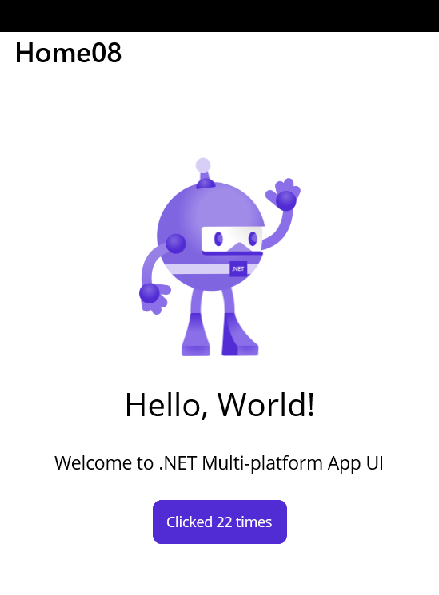 Home08
.NET
Hello, World!
Welcome to .NET Multi-platform App UI
Clicked 22 times